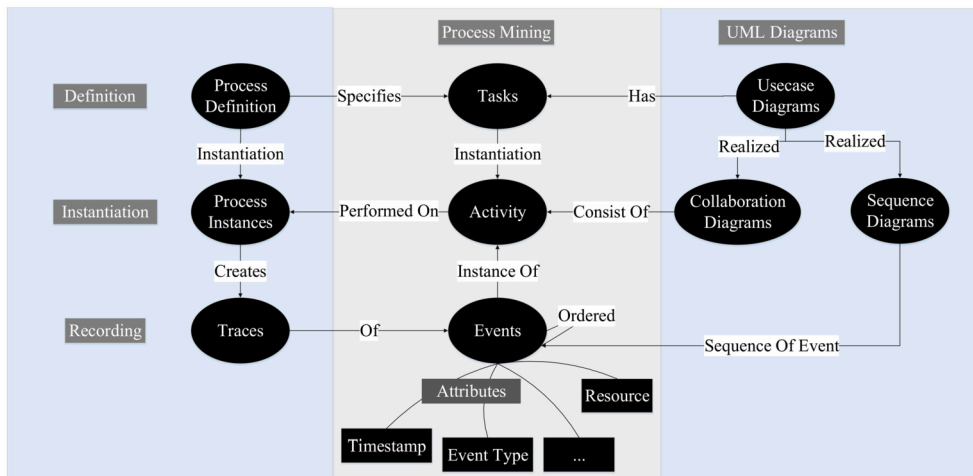 Process Mining
UML Diagrams
Definition
Process
Definition
Specifies
Tasks
Has
Usecase
Diagrams
Instantiation
Instantiation
Realized
Realized
Instantiation
Process
Instances
Performed On
Activity
Consist Of
Collaboration
Diagrams
Sequence
Diagrams
Creates
Instance Of
Ordered
Recording
Traces
Of
Events
Sequence Of Event
Attributes
Resource
Timestamp
Event Type
...